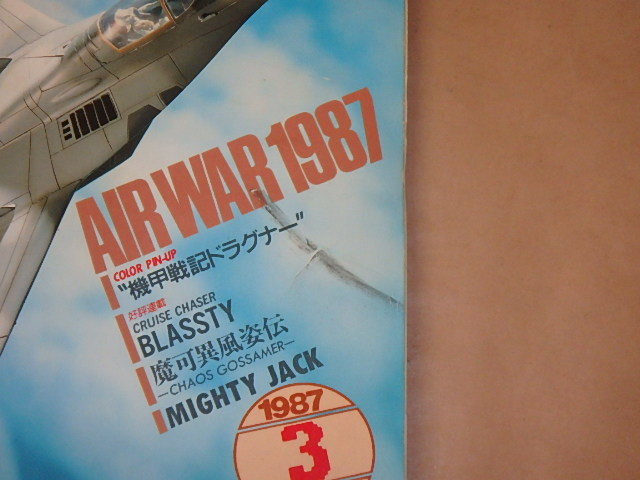 AIR WAR 1987
COLOR PIN-UP
"機甲戦記ドラグナー"
好評連載
CRUISE CHASER
BLASSTY
魔可異風姿伝
—CHAOS GOSSAMER—
MIGHTY JACK
1987
3